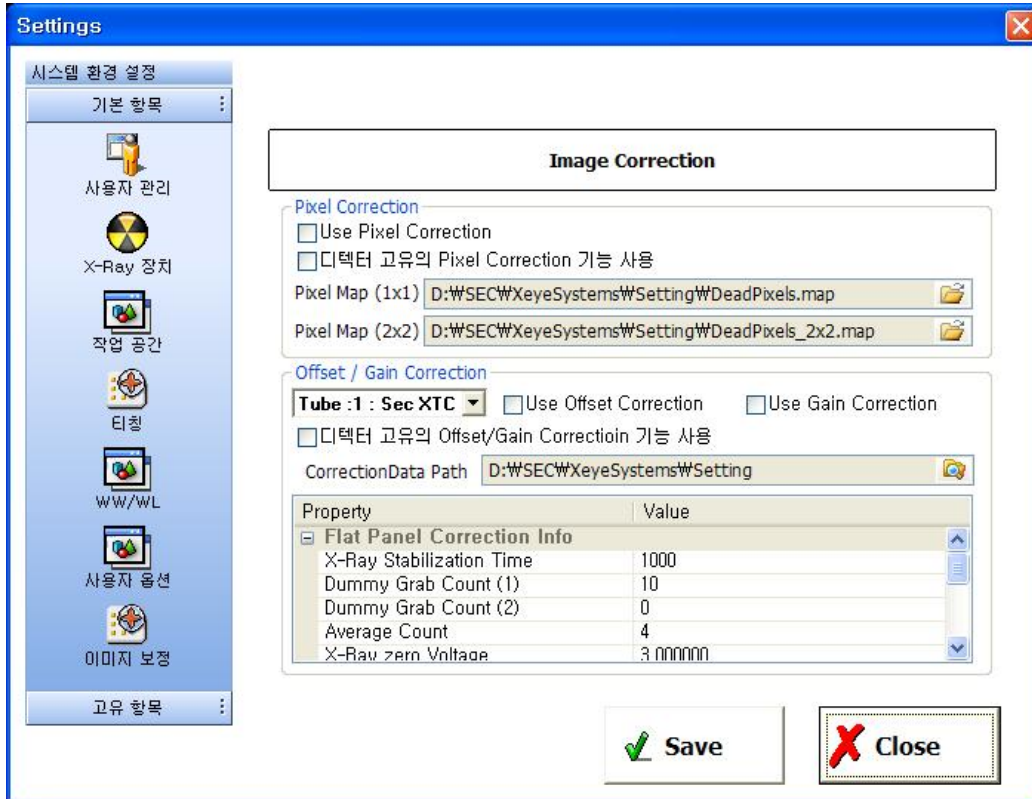 Settings
시스템 환경 설정
기본 항목
사용자 관리
X-Ray 장치
작업 공간
티칭
WW/WL
사용자 옵션
이미지 보정
고유 항목
Image Correction
Pixel Correction
Use Pixel Correction
디텍터 고유의 Pixel Correction 기능 사용
Pixel Map (1x1) D:₩SEC₩XeyeSystems₩Setting₩DeadPixels.map
Pixel Map (2x2) D:₩SEC₩XeyeSystems₩Setting₩DeadPixels_2x2.map
Offset / Gain Correction
Tube :1 : Sec XTC Use Offset Correction Use Gain Correction
디텍터 고유의 Offset/Gain Correctioin 기능 사용
CorrectionData Path D:₩SEC₩XeyeSystems₩Setting
Property Value
Flat Panel Correction Info
X-Ray Stabilization Time 1000
Dummy Grab Count (1) 10
Dummy Grab Count (2) 0
Average Count 4
X-Ray zero Voltage 3.000000
Save Close